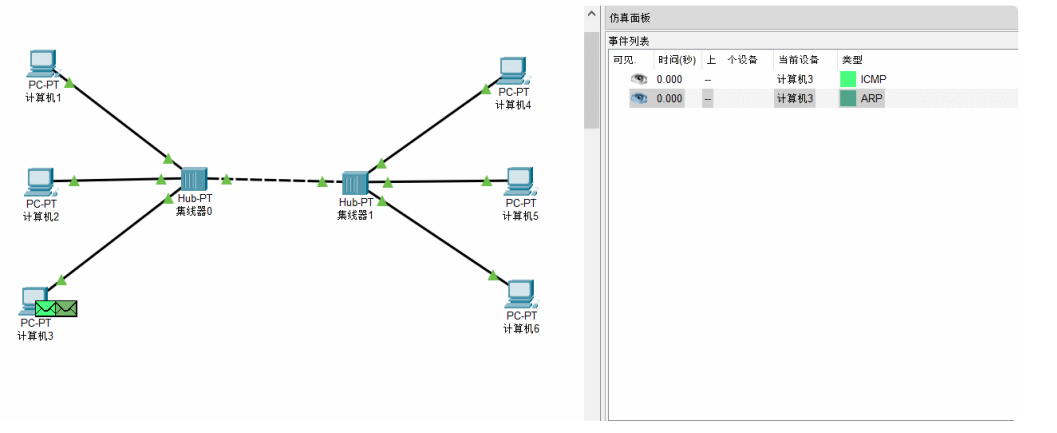 PC-PT
计算机1
PC-PT
计算机2
PC-PT
计算机3
Hub-PT
集线器0
Hub-PT
集线器1
PC-PT
计算机4
PC-PT
计算机5
PC-PT
计算机6
仿真面板
事件列表
可见. 时间(秒) 上 个设备 当前设备 类型
0.000 -- 计算机3 ICMP
0.000 -- 计算机3 ARP